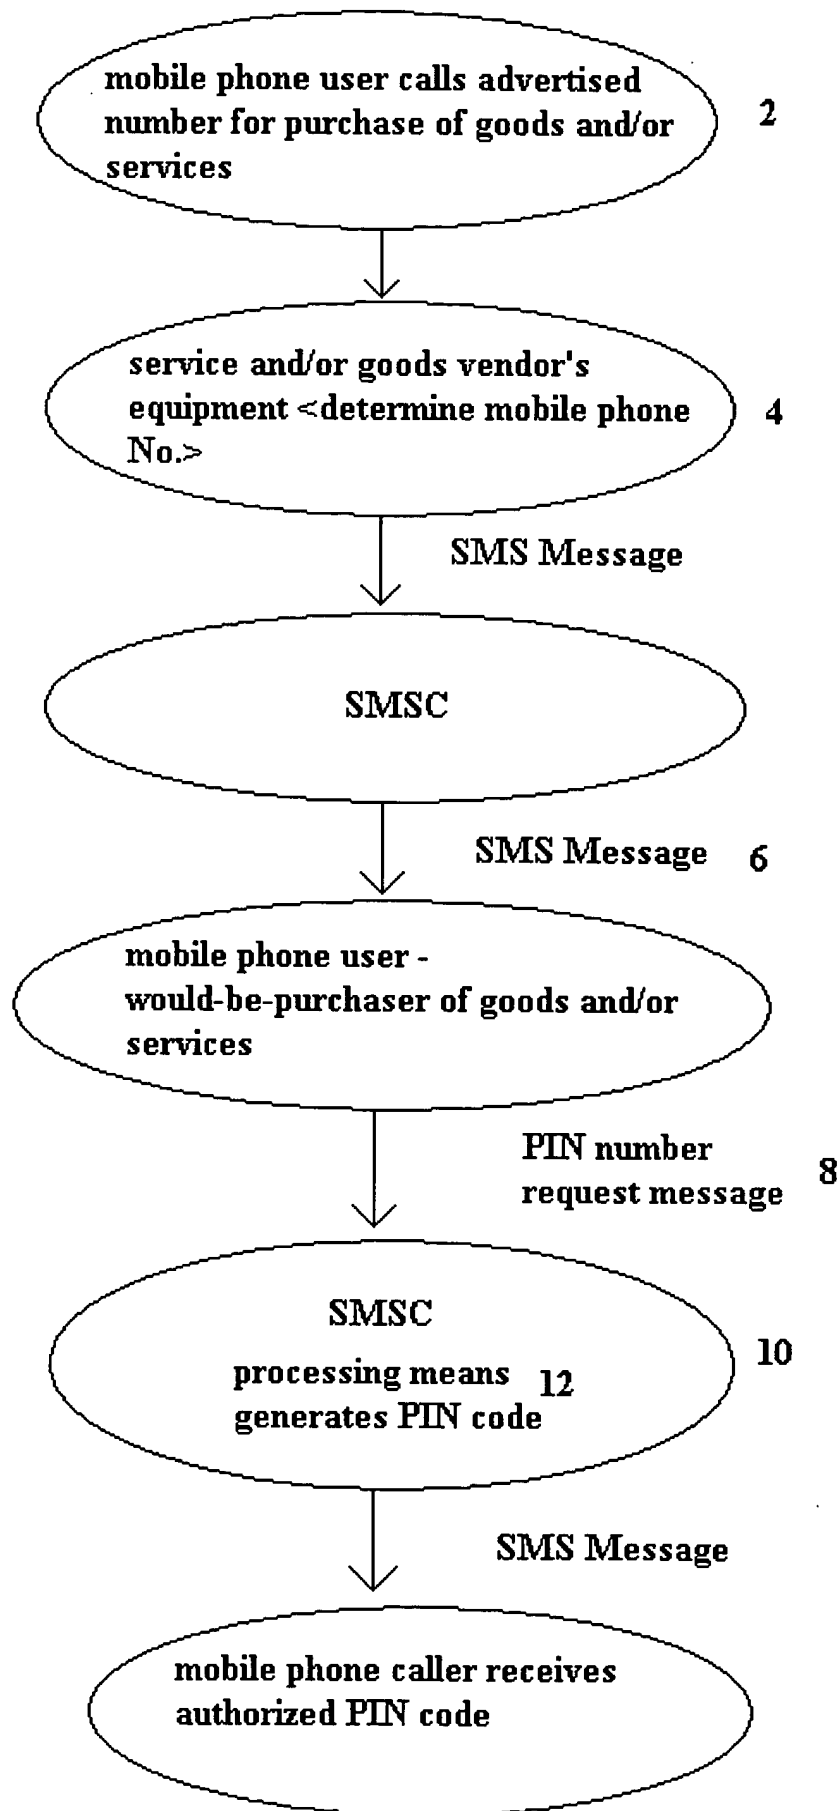 mobile phone user calls advertised
number for purchase of goods and/or
services
2
service and/or goods vendor's
equipment <determine mobile phone
No.>
4
SMS Message
SMSC
SMS Message 6
mobile phone user -
would-be-purchaser of goods and/or
services
PIN number
request message
8
SMSC
10
processing means 12
generates PIN code
SMS Message
mobile phone caller receives
authorized PIN code